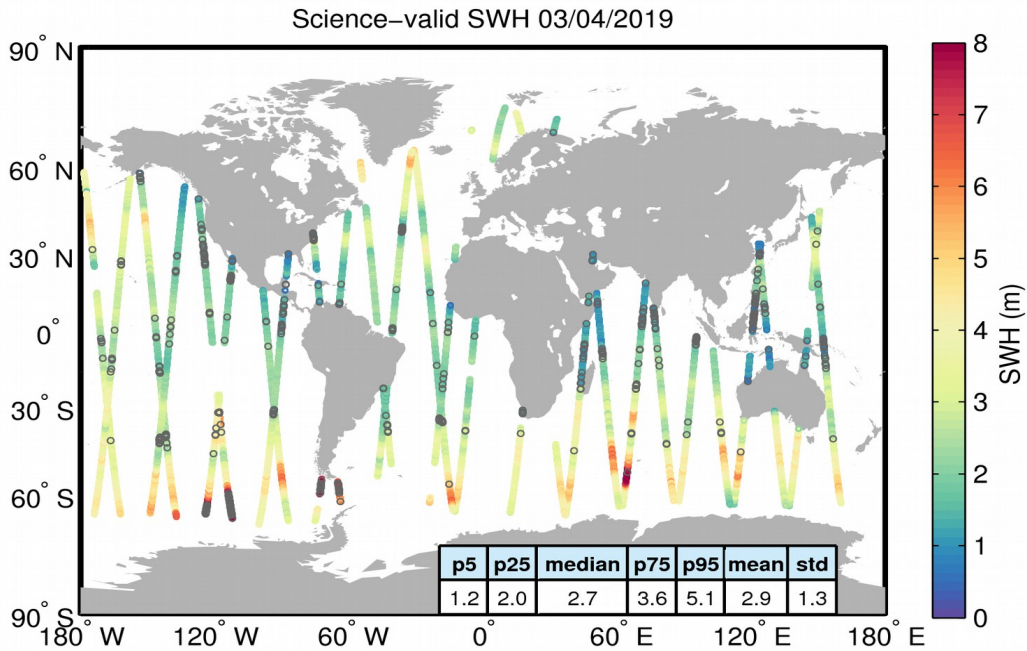 Science−valid SWH 03/04/2019
90° N
60° N
30° N
0°
30° S
60° S
90° S
180° W
120° W
60° W
0°
60° E
120° E
180° E
p5 p25 median p75 p95 mean std
1.2 2.0 2.7 3.6 5.1 2.9 1.3
8
7
6
5
4
3
2
1
0
SWH (m)